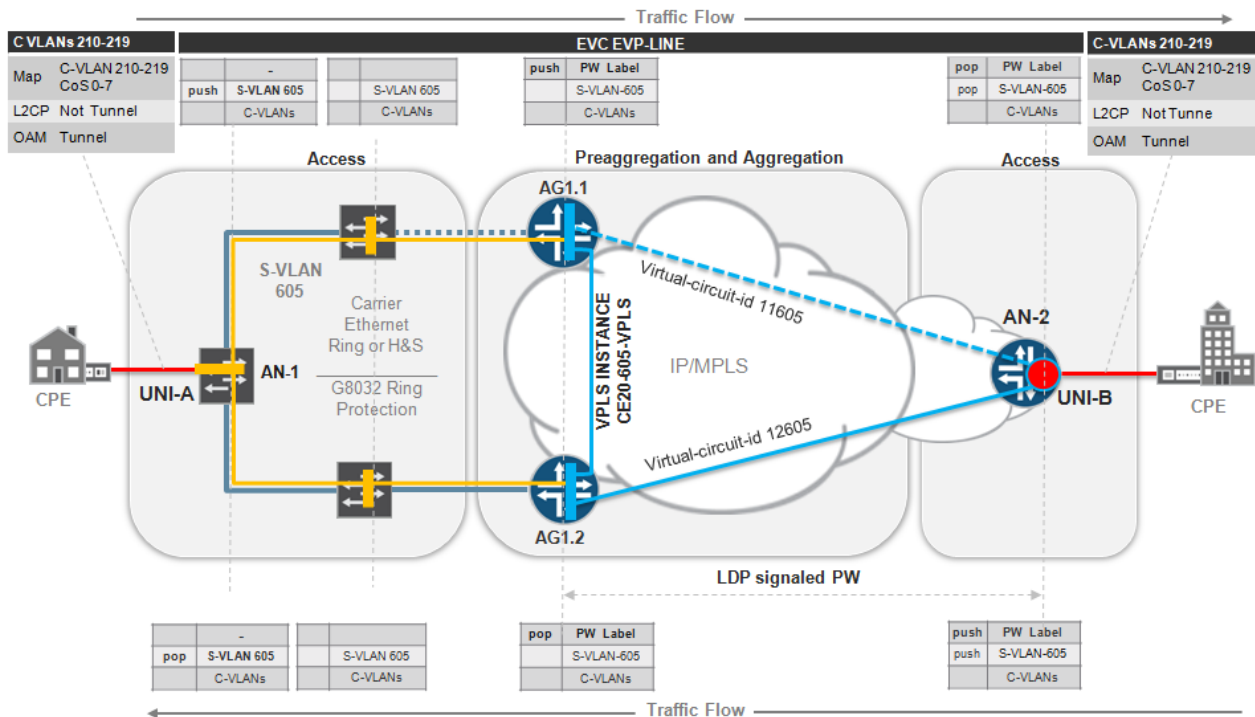 Traffic Flow
C VLANs 210-219
EVC EVP-LINE
C-VLANs 210-219
Map C-VLAN 210-219
CoS 0-7
L2CP Not Tunnel
OAM Tunnel
-
push S-VLAN 605
C-VLANs
S-VLAN 605
C-VLANs
push PW Label
S-VLAN-605
C-VLANs
pop PW Label
pop S-VLAN-605
C-VLANs
Map C-VLAN 210-219
CoS 0-7
L2CP Not Tunne
OAM Tunnel
Access
Preaggregation and Aggregation
Access
AG1.1
S-VLAN
605
Carrier
Ethernet
Ring or H&S
G8032 Ring
Protection
AN-1
UNI-A
CPE
VPLS INSTANCE
CE20-605-VPLS
Virtual-circuit-id 11605
IP/MPLS
Virtual-circuit-id 12605
AN-2
UNI-B
CPE
AG1.2
LDP signaled PW
-
pop S-VLAN 605
C-VLANs
S-VLAN 605
C-VLANs
pop PW Label
S-VLAN-605
C-VLANs
push PW Label
push S-VLAN-605
C-VLANs
Traffic Flow